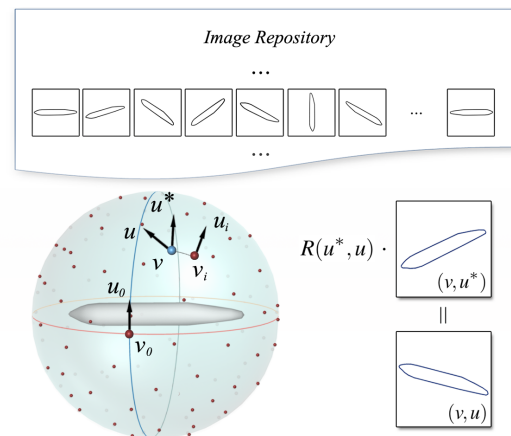 Image Repository
...
...
...
u*
u
u_i
v
v_i
u_0
v_0
R(u*, u) ·
(v, u*)
=
(v, u)